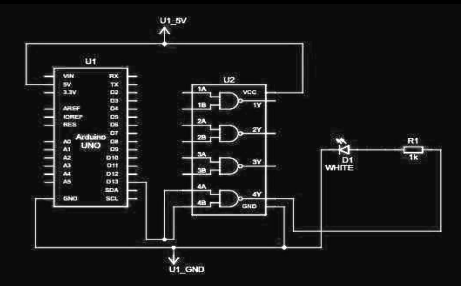 U1_5V
U1
VIN
5V
3.3V
AREF
IOREF
RES
A0
A1
A2
A3
A4
A5
GND
Arduino
UNO
RX
TX
D2
D3
D4
D5
D6
D7
D8
D9
D10
D11
D12
D13
SDA
SCL
U2
1A
1B
2A
2B
3A
3B
4A
4B
VCC
1Y
2Y
3Y
4Y
GND
D1
WHITE
R1
1k
U1_GND